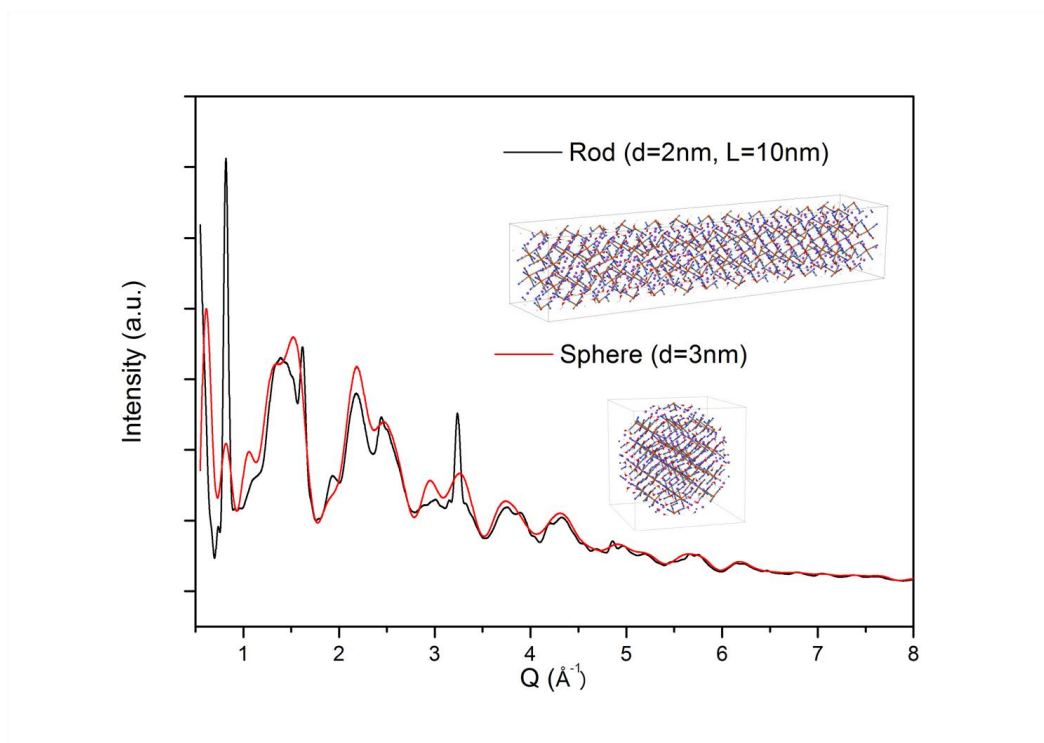 Rod (d=2nm, L=10nm)
Sphere (d=3nm)
Intensity (a.u.)
1 2 3 4 5 6 7 8
Q (Å⁻¹)